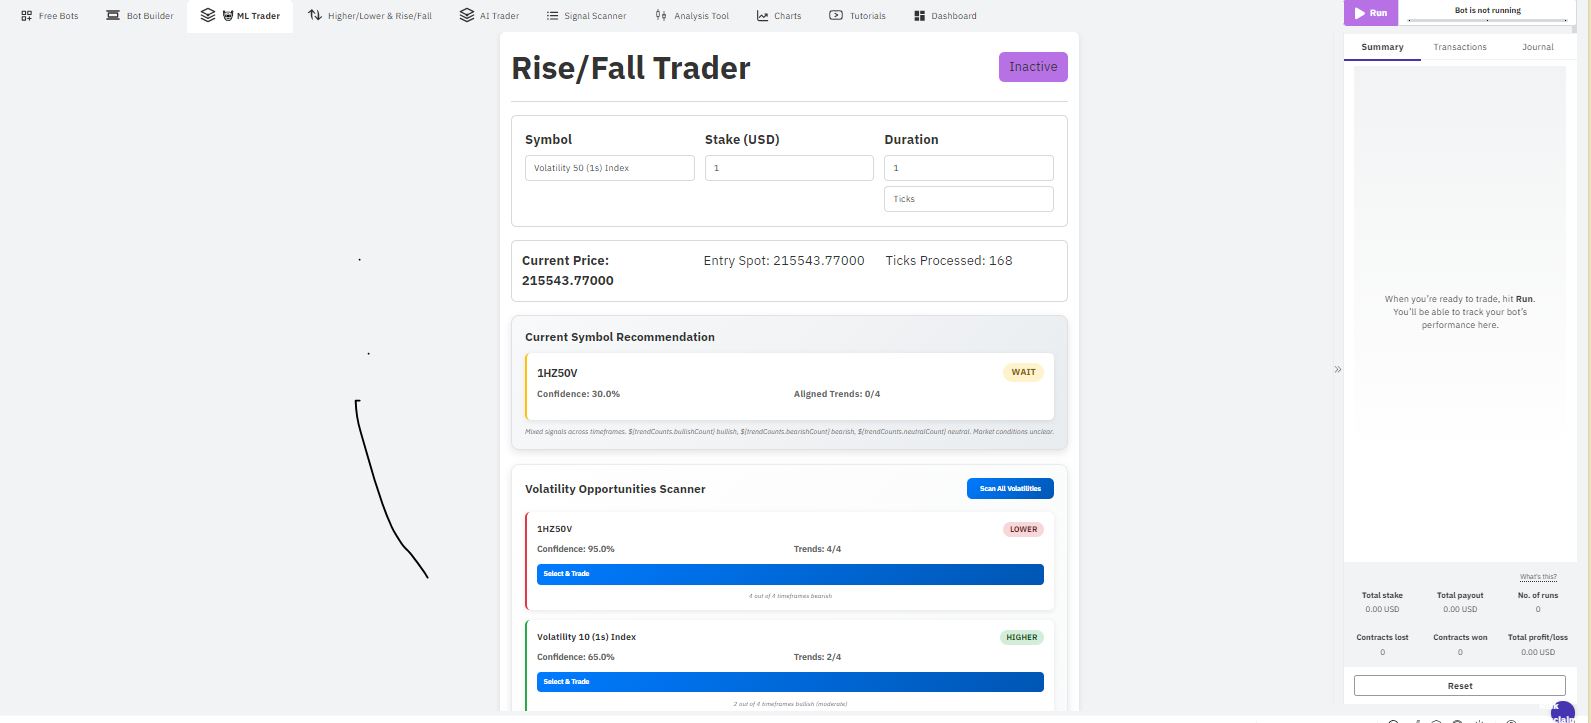 Free Bots
Bot Builder
ML Trader
Higher/Lower & Rise/Fall
AI Trader
Signal Scanner
Analysis Tool
Charts
Tutorials
Dashboard
Run
Bot is not running
Summary
Transactions
Journal
Rise/Fall Trader
Inactive
Symbol
Stake (USD)
Duration
Volatility 50 (1s) Index
1
1
Ticks
Current Price:
215543.77000
Entry Spot: 215543.77000
Ticks Processed: 168
Current Symbol Recommendation
1HZ50V
WAIT
Confidence: 30.0%
Aligned Trends: 0/4
Mixed signals across timeframes. ${trendCounts.bullishCount} bullish, ${trendCounts.bearishCount} bearish, ${trendCounts.neutralCount} neutral. Market conditions unclear.
Volatility Opportunities Scanner
Scan All Volatilities
1HZ50V
LOWER
Confidence: 95.0%
Trends: 4/4
Select & Trade
4 out of 4 timeframes bearish
Volatility 10 (1s) Index
HIGHER
Confidence: 65.0%
Trends: 2/4
Select & Trade
2 out of 4 timeframes bullish (moderate)
When you're ready to trade, hit Run.
You'll be able to track your bot's
performance here.
What's this?
Total stake
Total payout
No. of runs
0.00 USD
0.00 USD
0
Contracts lost
Contracts won
Total profit/loss
0
0
0.00 USD
Reset